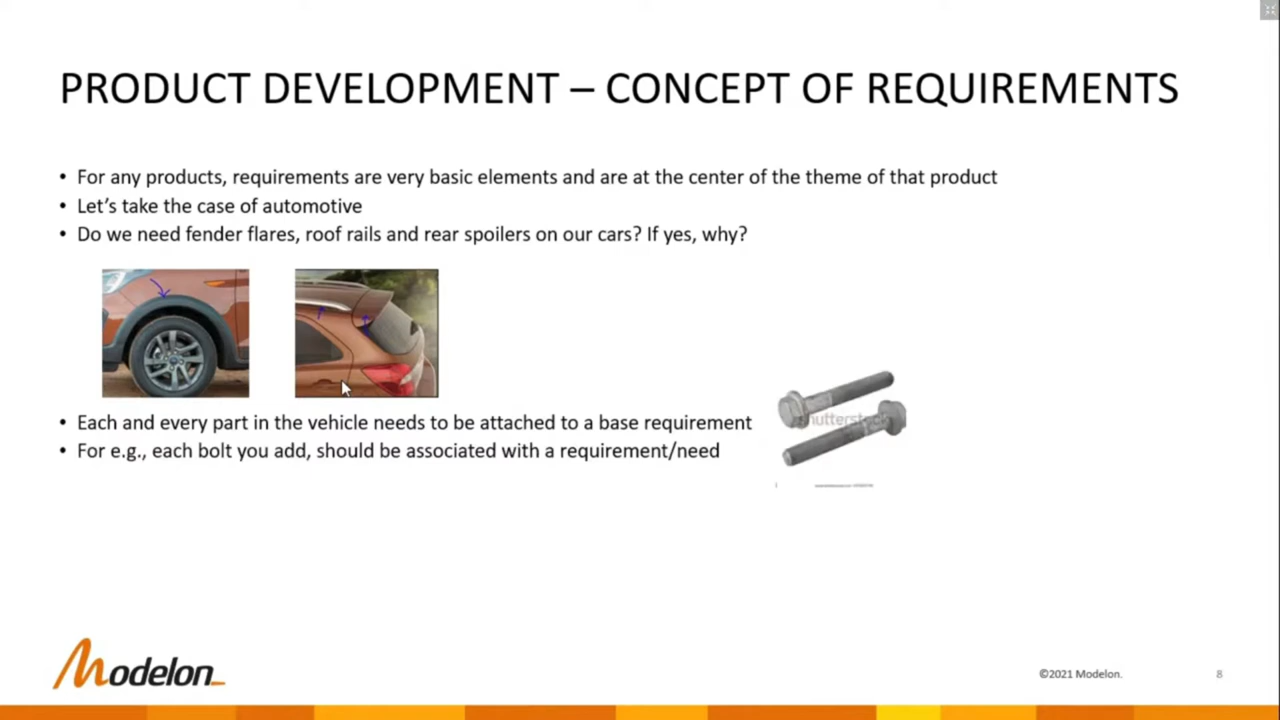 PRODUCT DEVELOPMENT – CONCEPT OF REQUIREMENTS
• For any products, requirements are very basic elements and are at the center of the theme of that product
• Let's take the case of automotive
• Do we need fender flares, roof rails and rear spoilers on our cars? If yes, why?
• Each and every part in the vehicle needs to be attached to a base requirement
• For e.g., each bolt you add, should be associated with a requirement/need
shutterstock
Modelon
©2021 Modelon.
8